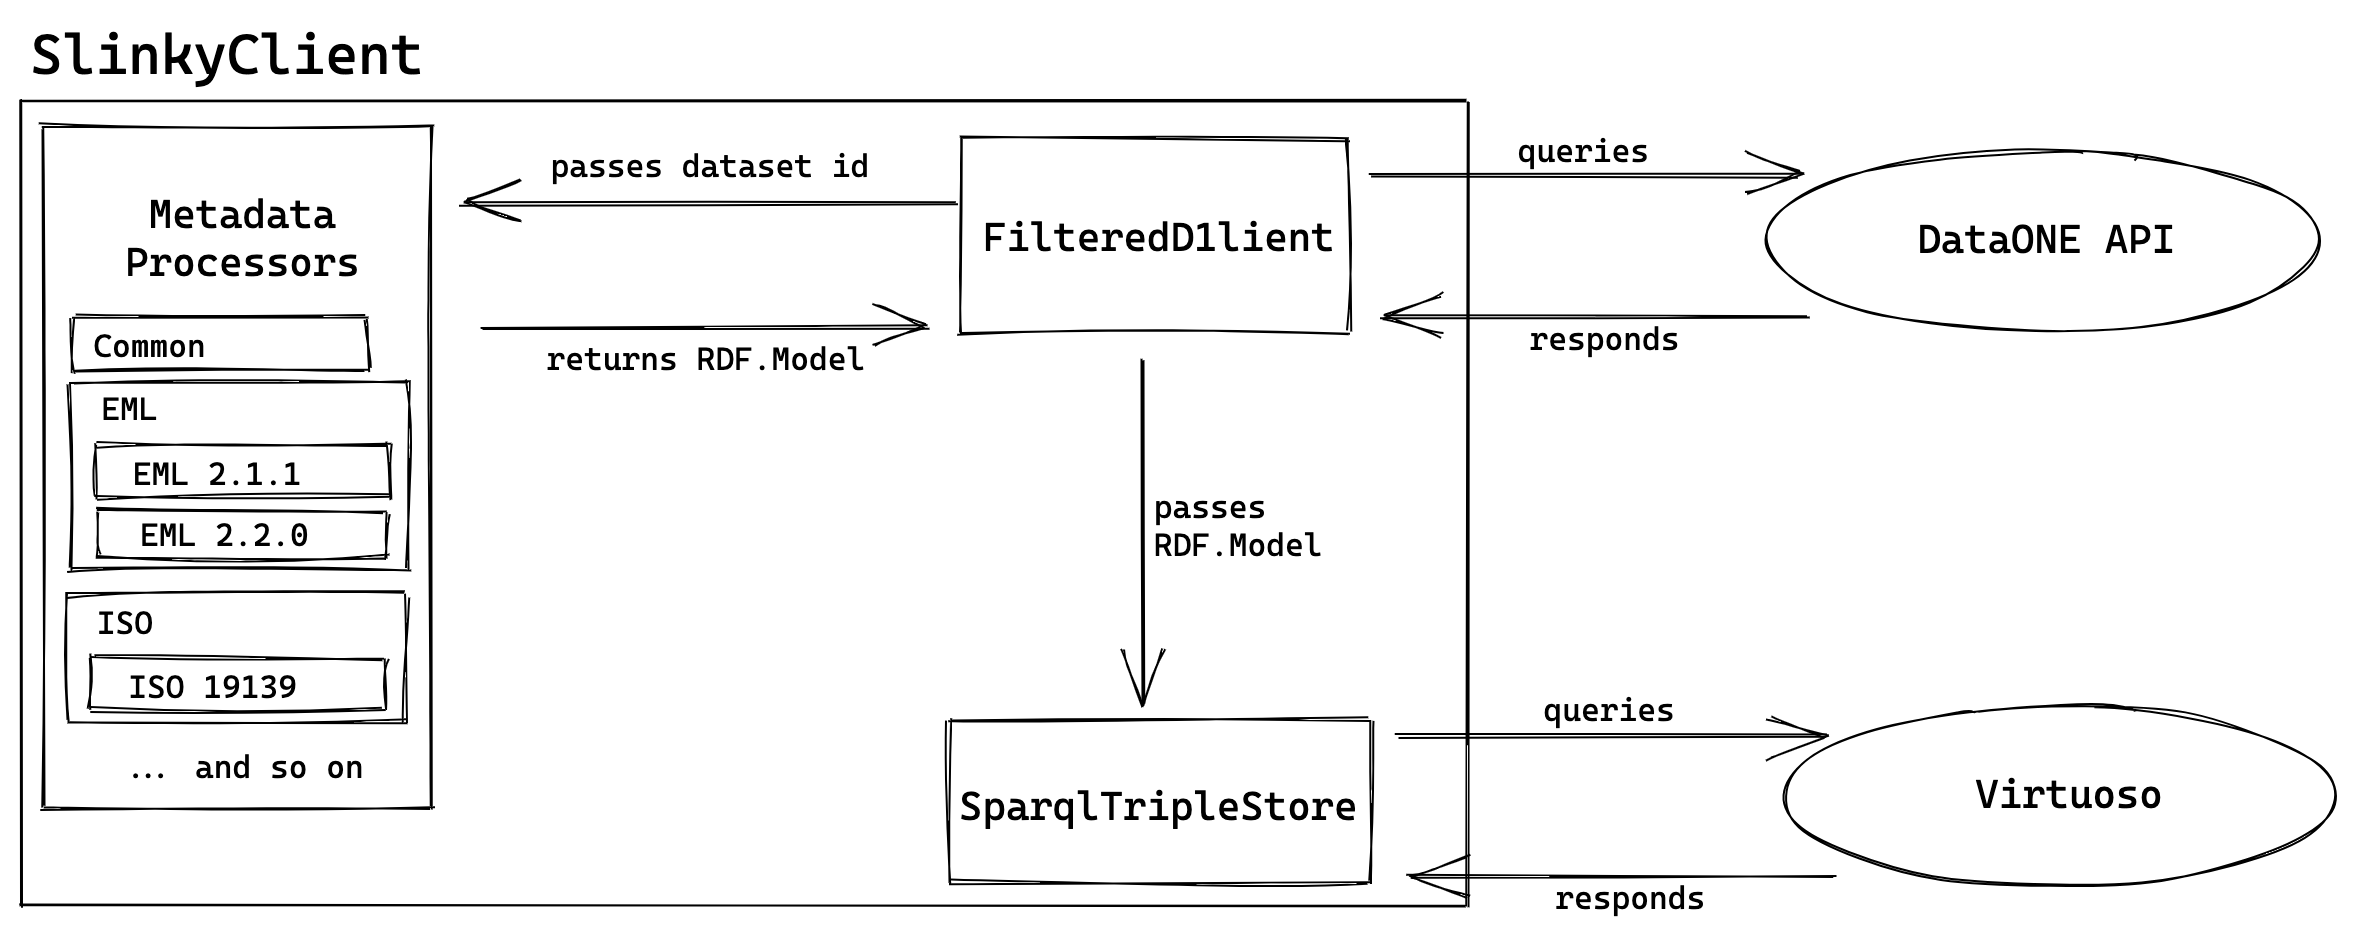 SlinkyClient
Metadata
Processors
Common
EML
EML 2.1.1
EML 2.2.0
ISO
ISO 19139
... and so on
passes dataset id
returns RDF.Model
FilteredD1lient
passes
RDF.Model
SparqlTripleStore
queries
DataONE API
responds
queries
Virtuoso
responds